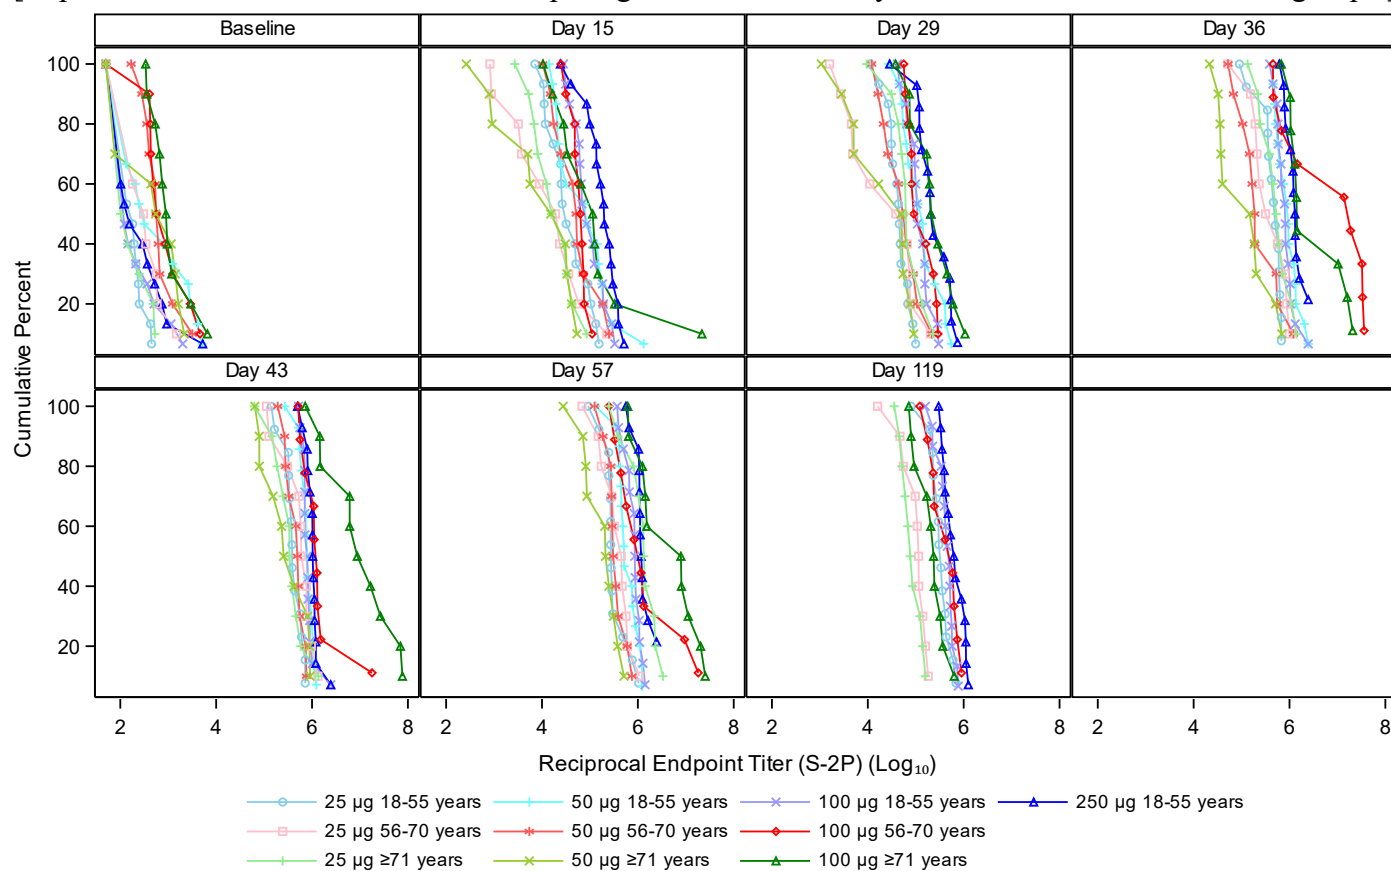 Baseline Day 15 Day 29 Day 36
100
80
60
40
20
Day 43 Day 57 Day 119
100
80
60
40
20
Cumulative Percent
2 4 6 8 2 4 6 8 2 4 6 8 2 4 6 8
Reciprocal Endpoint Titer (S-2P) (Log₁₀)
25 µg 18-55 years 50 µg 18-55 years 100 µg 18-55 years 250 µg 18-55 years
25 µg 56-70 years 50 µg 56-70 years 100 µg 56-70 years
25 µg ≥71 years 50 µg ≥71 years 100 µg ≥71 years